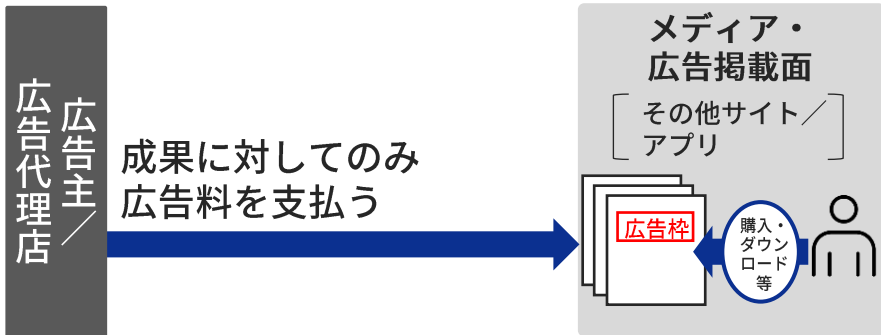 広告主／
広告代理店
成果に対してのみ
広告料を支払う
メディア・
広告掲載面
その他サイト／
アプリ
広告枠
購入・
ダウン
ロード
等